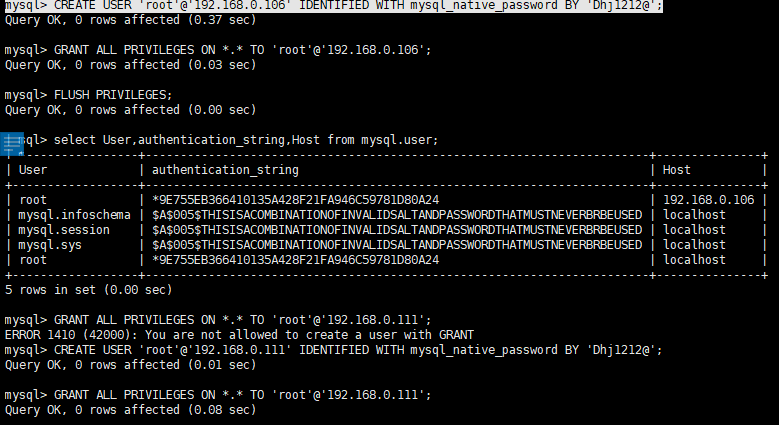 mysql> CREATE USER 'root'@'192.168.0.106' IDENTIFIED WITH mysql_native_password BY 'Dhj1212@';
Query OK, 0 rows affected (0.37 sec)
mysql> GRANT ALL PRIVILEGES ON *.* TO 'root'@'192.168.0.106';
Query OK, 0 rows affected (0.03 sec)
mysql> FLUSH PRIVILEGES;
Query OK, 0 rows affected (0.00 sec)
sql> select User,authentication_string,Host from mysql.user;
+------------------+------------------------------------------------------------------------+---------------+
| User | authentication_string | Host |
+------------------+------------------------------------------------------------------------+---------------+
| root | *9E755EB366410135A428F21FA946C59781D80A24 | 192.168.0.106 |
| mysql.infoschema | $A$005$THISISACOMBINATIONOFINVALIDSALTANDPASSWORDTHATMUSTNEVERBRBEUSED | localhost |
| mysql.session | $A$005$THISISACOMBINATIONOFINVALIDSALTANDPASSWORDTHATMUSTNEVERBRBEUSED | localhost |
| mysql.sys | $A$005$THISISACOMBINATIONOFINVALIDSALTANDPASSWORDTHATMUSTNEVERBRBEUSED | localhost |
| root | *9E755EB366410135A428F21FA946C59781D80A24 | localhost |
+------------------+------------------------------------------------------------------------+---------------+
5 rows in set (0.00 sec)
mysql> GRANT ALL PRIVILEGES ON *.* TO 'root'@'192.168.0.111';
ERROR 1410 (42000): You are not allowed to create a user with GRANT
mysql> CREATE USER 'root'@'192.168.0.111' IDENTIFIED WITH mysql_native_password BY 'Dhj1212@';
Query OK, 0 rows affected (0.01 sec)
mysql> GRANT ALL PRIVILEGES ON *.* TO 'root'@'192.168.0.111';
Query OK, 0 rows affected (0.08 sec)